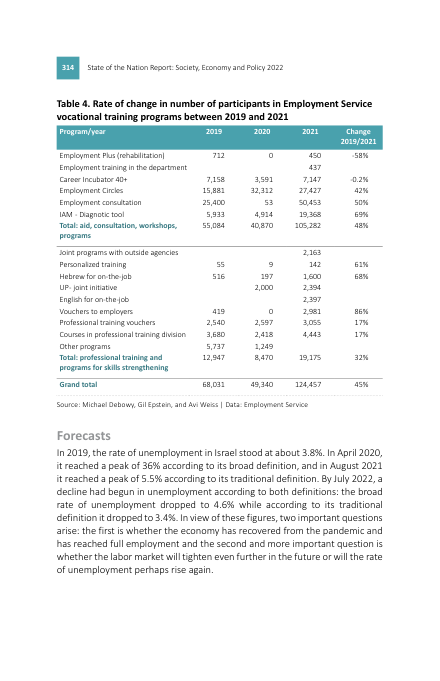 314 State of the Nation Report: Society, Economy and Policy 2022
Table 4. Rate of change in number of participants in Employment Service
vocational training programs between 2019 and 2021
Program/year 2019 2020 2021 Change
2019/2021
Employment Plus (rehabilitation) 712 0 450 -58%
Employment training in the department 437
Career Incubator 40+ 7,158 3,591 7,147 -0.2%
Employment Circles 15,881 32,312 27,427 42%
Employment consultation 25,400 53 50,453 50%
IAM - Diagnotic tool 5,933 4,914 19,368 69%
Total: aid, consultation, workshops, 55,084 40,870 105,282 48%
programs
Joint programs with outside agencies 2,163
Personalized training 55 9 142 61%
Hebrew for on-the-job 516 197 1,600 68%
UP- joint initiative 2,000 2,394
English for on-the-job 2,397
Vouchers to employers 419 0 2,981 86%
Professional training vouchers 2,540 2,597 3,055 17%
Courses in professional training division 3,680 2,418 4,443 17%
Other programs 5,737 1,249
Total: professional training and 12,947 8,470 19,175 32%
programs for skills strengthening
Grand total 68,031 49,340 124,457 45%
Source: Michael Debowy, Gil Epstein, and Avi Weiss | Data: Employment Service
Forecasts
In 2019, the rate of unemployment in Israel stood at about 3.8%. In April 2020,
it reached a peak of 36% according to its broad definition, and in August 2021
it reached a peak of 5.5% according to its traditional definition. By July 2022, a
decline had begun in unemployment according to both definitions: the broad
rate of unemployment dropped to 4.6% while according to its traditional
definition it dropped to 3.4%. In view of these figures, two important questions
arise: the first is whether the economy has recovered from the pandemic and
has reached full employment and the second and more important question is
whether the labor market will tighten even further in the future or will the rate
of unemployment perhaps rise again.